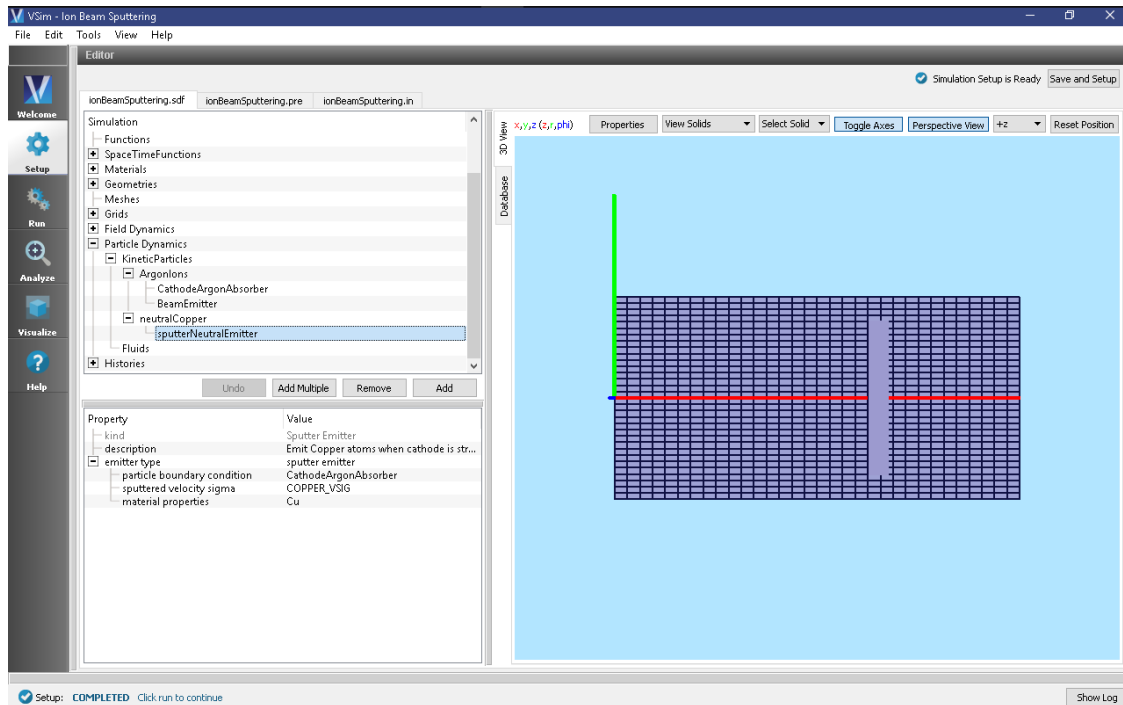 VSim - Ion Beam Sputtering
File Edit Tools View Help
Editor
Simulation Setup is Ready Save and Setup
ionBeamSputtering.sdf ionBeamSputtering.pre ionBeamSputtering.in
Welcome
Setup
Run
Analyze
Visualize
Help
Simulation
Functions
SpaceTimeFunctions
Materials
Geometries
Meshes
Grids
Field Dynamics
Particle Dynamics
KineticParticles
ArgonIons
CathodeArgonAbsorber
BeamEmitter
neutralCopper
sputterNeutralEmitter
Fluids
Histories
Undo Add Multiple Remove Add
Property Value
kind Sputter Emitter
description Emit Copper atoms when cathode is str...
emitter type sputter emitter
particle boundary condition CathodeArgonAbsorber
sputtered velocity sigma COPPER_VSIG
material properties Cu
3D View
Database
x,y,z (z,r,phi) Properties View Solids Select Solid Toggle Axes Perspective View +z Reset Position
Setup: COMPLETED Click run to continue
Show Log